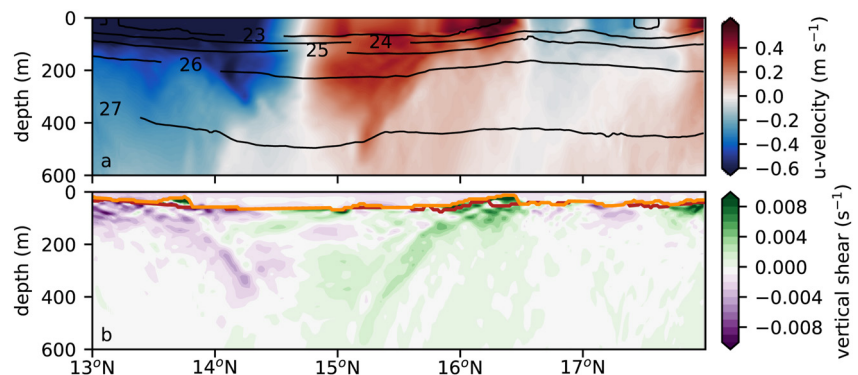 0
200
400
600
depth (m)
23
24
25
26
27
a
0.4
0.2
0.0
−0.2
−0.4
−0.6
u-velocity (m s⁻¹)
0
200
400
600
depth (m)
b
13°N
14°N
15°N
16°N
17°N
0.008
0.004
0.000
−0.004
−0.008
vertical shear (s⁻¹)